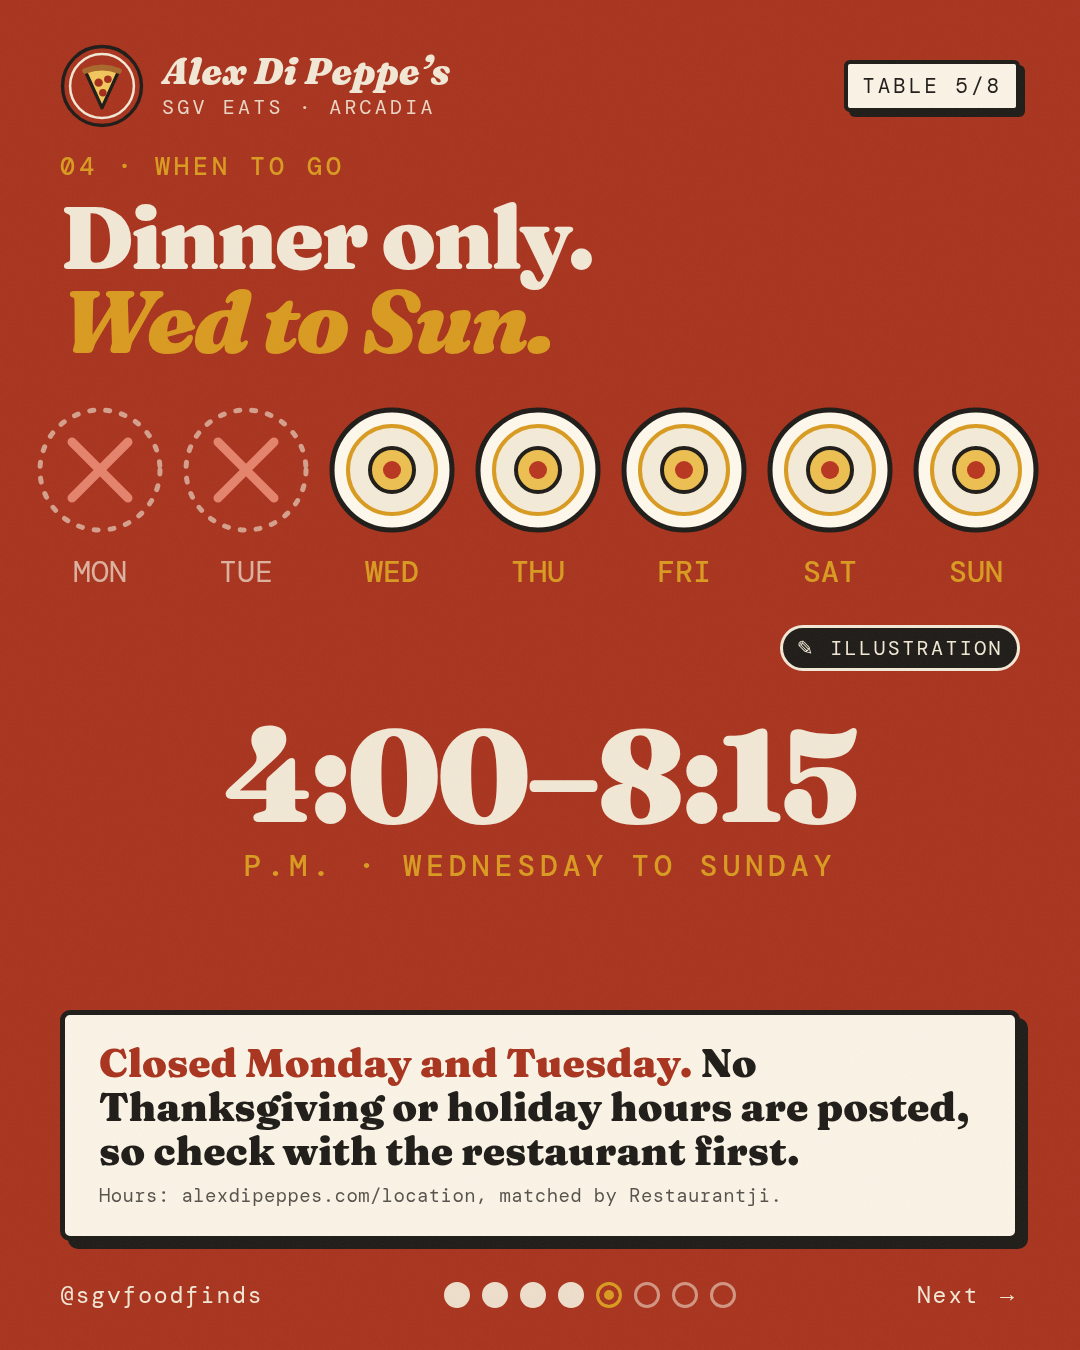 Alex Di Peppe’s
SGV EATS · ARCADIA
TABLE 5/8
04 · WHEN TO GO
Dinner only.
Wed to Sun.
MON TUE WED THU FRI SAT SUN
✎ ILLUSTRATION
4:00–8:15
P.M. · WEDNESDAY TO SUNDAY
Closed Monday and Tuesday. No
Thanksgiving or holiday hours are posted,
so check with the restaurant first.
Hours: alexdipeppes.com/location, matched by Restaurantji.
@sgvfoodfinds
Next →